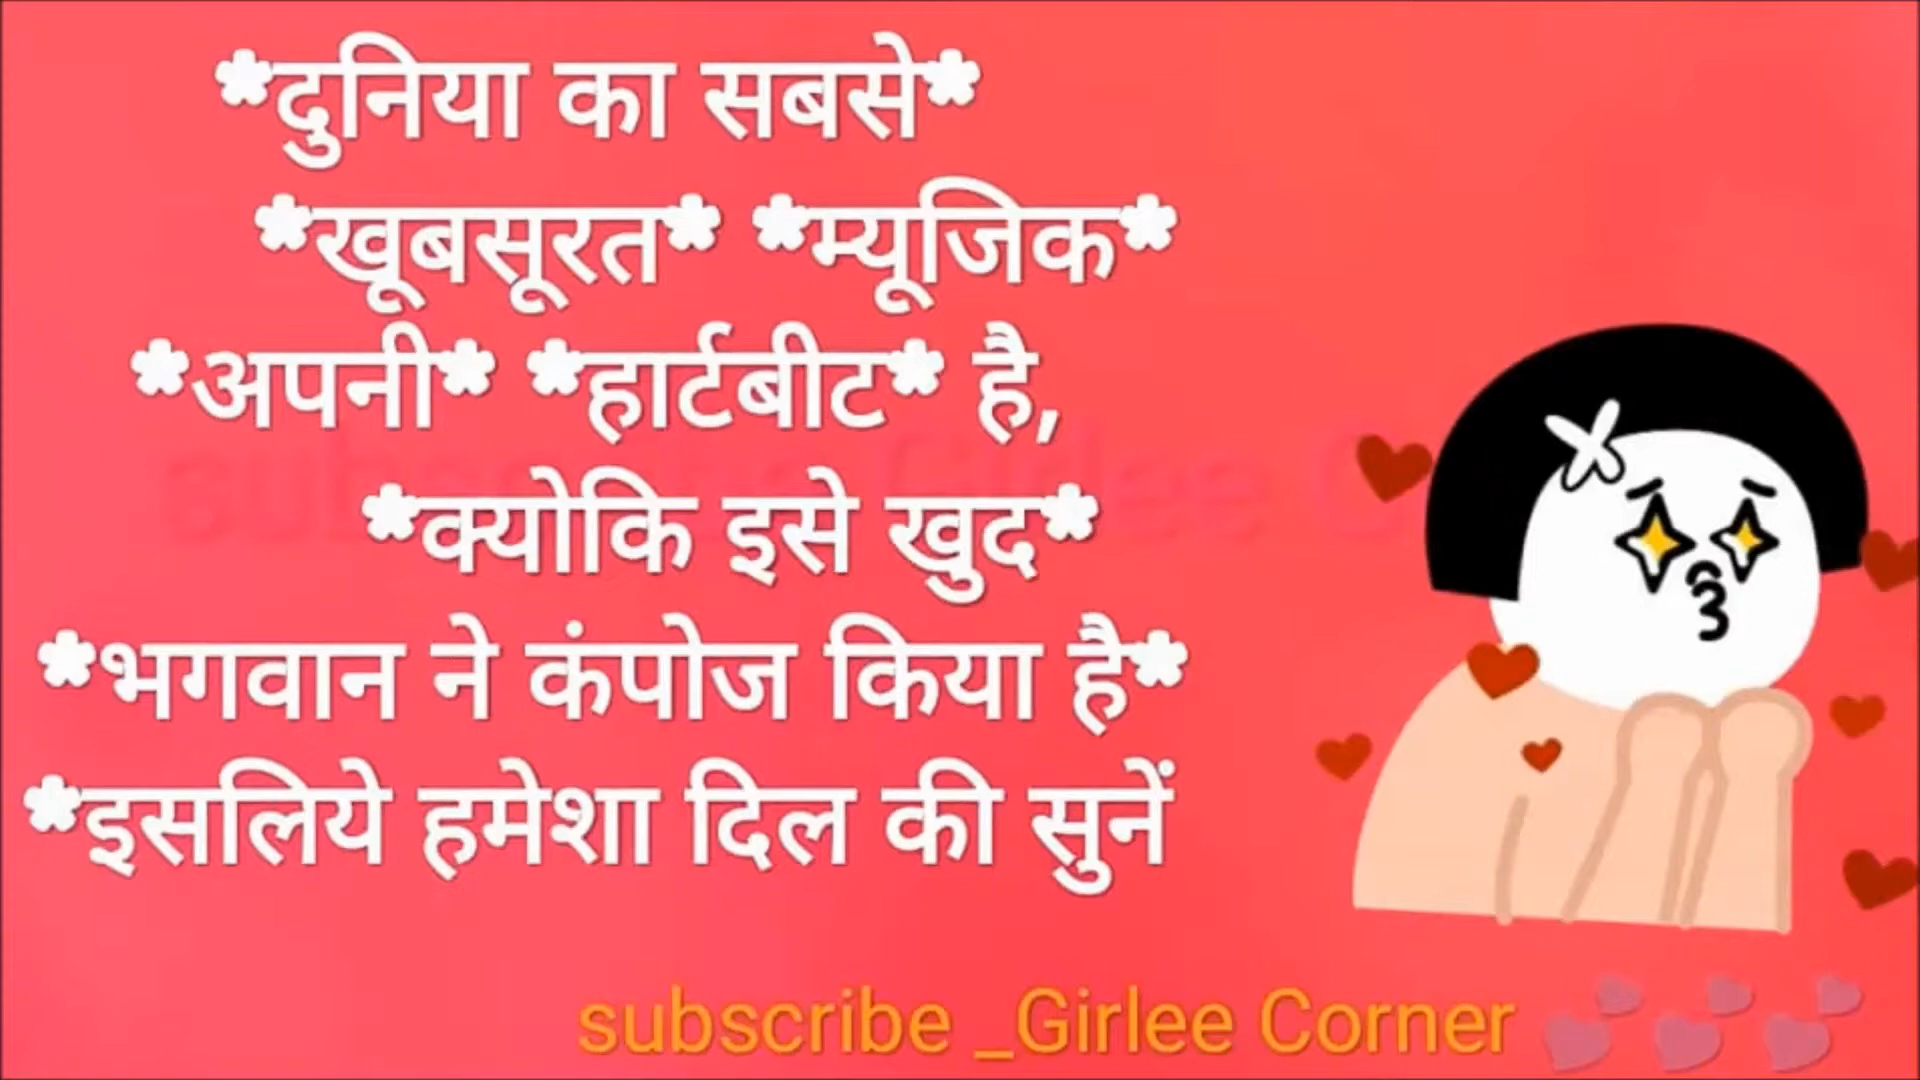 *दुनिया का सबसे*
*खूबसूरत* *म्यूजिक*
*अपनी* *हार्टबीट* है,
*क्योकि इसे खुद*
*भगवान ने कंपोज किया है*
*इसलिये हमेशा दिल की सुनें
subscribe _Girlee Corner